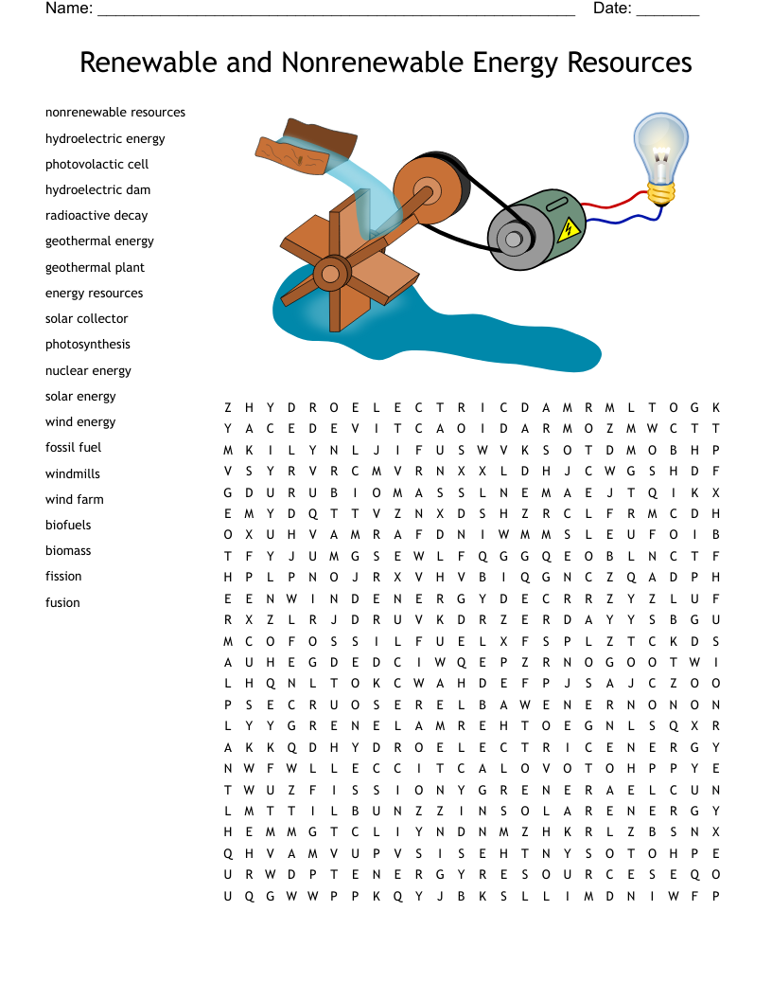 Name: _____________________________________________________ Date: _______
Renewable and Nonrenewable Energy Resources
nonrenewable resources
hydroelectric energy
photovolactic cell
hydroelectric dam
radioactive decay
geothermal energy
geothermal plant
energy resources
solar collector
photosynthesis
nuclear energy
solar energy
wind energy
fossil fuel
windmills
wind farm
biofuels
biomass
fission
fusion
Z H Y D R O E L E C T R I C D A M R M L T O G K
Y A C E D E V I T C A O I D A R M O Z M W C T T
M K I L Y N L J I F U S W V K S O T D M O B H P
V S Y R V R C M V R N X X L D H J C W G S H D F
G D U R U B I O M A S S L N E M A E J T Q I K X
E M Y D Q T T V Z N X D S H Z R C L F R M C D H
O X U H V A M R A F D N I W M M S L E U F O I B
T F Y J U M G S E W L F Q G G Q E O B L N C T F
H P L P N O J R X V H V B I Q G N C Z Q A D P H
E E N W I N D E N E R G Y D E C R R Z Y Z L U F
R X Z L R J D R U V K D R Z E R D A Y Y S B G U
M C O F O S S I L F U E L X F S P L Z T C K D S
A U H E G D E D C I W Q E P Z R N O G O O T W I
L H Q N L T O K C W A H D E F P J S A J C Z O O
P S E C R U O S E R E L B A W E N E R N O N O N
L Y Y G R E N E L A M R E H T O E G N L S Q X R
A K K Q D H Y D R O E L E C T R I C E N E R G Y
N W F W L L E C C I T C A L O V O T O H P P Y E
T W U Z F I S S I O N Y G R E N E R A E L C U N
L M T T I L B U N Z Z I N S O L A R E N E R G Y
H E M M G T C L I Y N D N M Z H K R L Z B S N X
Q H V A M V U P V S I S E H T N Y S O T O H P E
U R W D P T E N E R G Y R E S O U R C E S E Q O
U Q G W W P P K Q Y J B K S L L I M D N I W F P